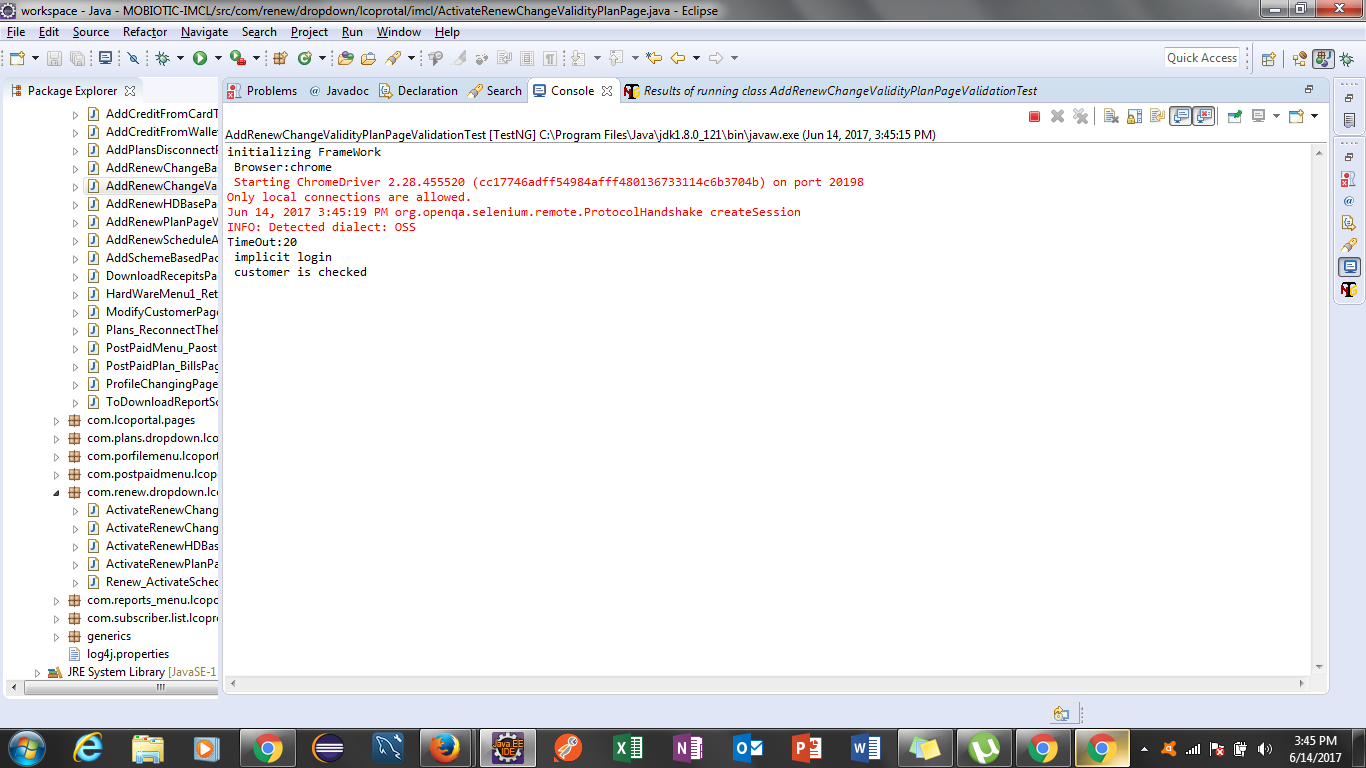 workspace - Java - MOBIOTIC-IMCL/src/com/renew/dropdown/lcoprotal/imcl/ActivateRenewChangeValidityPlanPage.java - Eclipse
File Edit Source Refactor Navigate Search Project Run Window Help
Quick Access
Package Explorer
Problems @ Javadoc Declaration Search Console Results of running class AddRenewChangeValidityPlanPageValidationTest
AddRenewChangeValidityPlanPageValidationTest [TestNG] C:\Program Files\Java\jdk1.8.0_121\bin\javaw.exe (Jun 14, 2017, 3:45:15 PM)
initializing FrameWork
Browser:chrome
Starting ChromeDriver 2.28.455520 (cc17746adff54984afff480136733114c6b3704b) on port 20198
Only local connections are allowed.
Jun 14, 2017 3:45:19 PM org.openqa.selenium.remote.ProtocolHandshake createSession
INFO: Detected dialect: OSS
TimeOut:20
implicit login
customer is checked
AddCreditFromCardT
AddCreditFromWalle
AddPlansDisconnectF
AddRenewChangeBa
AddRenewChangeVa
AddRenewHDBasePa
AddRenewPlanPageV
AddRenewScheduleA
AddSchemeBasedPac
DownloadRecepitsPa
HardWareMenu1_Ret
ModifyCustomerPag
Plans_ReconnectTheF
PostPaidMenu_Paost
PostPaidPlan_BillsPag
ProfileChangingPage
ToDownloadReportSc
com.lcoportal.pages
com.plans.dropdown.lco
com.porfilemenu.lcoport
com.postpaidmenu.lcop
com.renew.dropdown.lc
ActivateRenewChang
ActivateRenewChang
ActivateRenewHDBas
ActivateRenewPlanPa
Renew_ActivateSched
com.reports_menu.lcopo
com.subscriber.list.lcopr
generics
log4j.properties
JRE System Library [JavaSE-1
Java EE
IDE
3:45 PM
6/14/2017